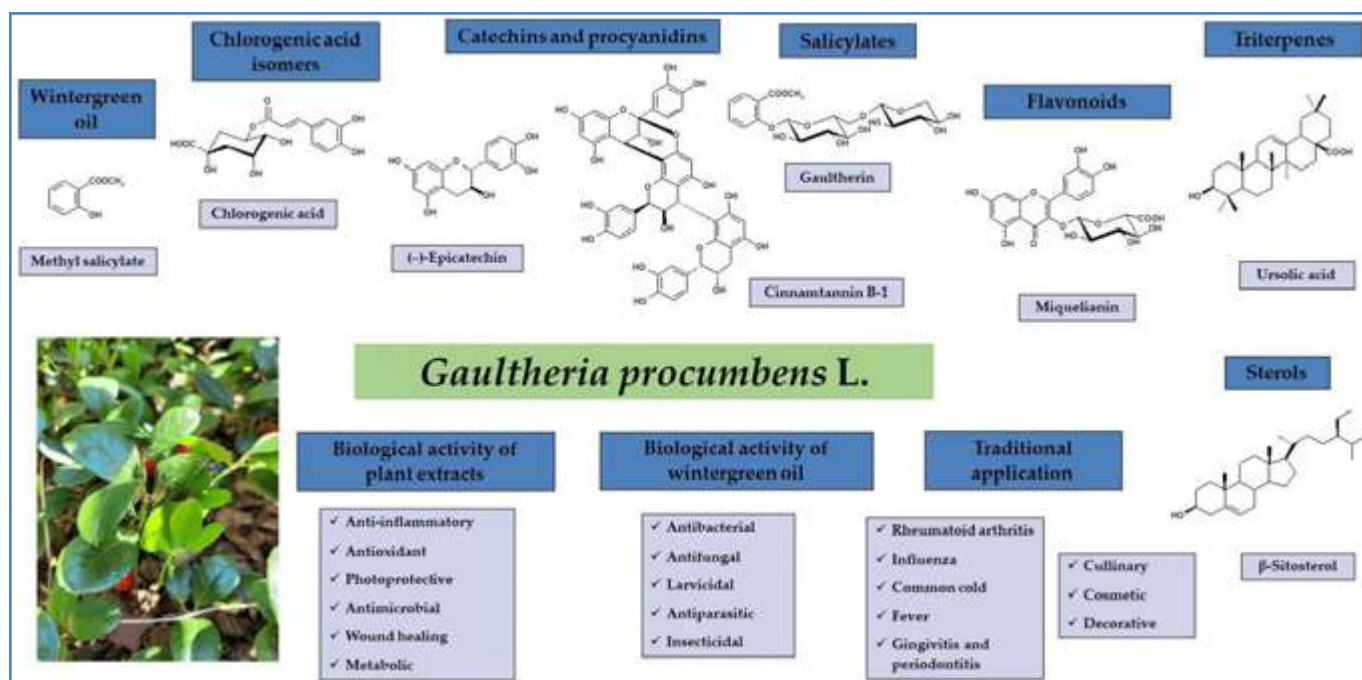 Wintergreen
oil
Methyl salicylate
Chlorogenic acid
isomers
Chlorogenic acid
Catechins and procyanidins
(−)-Epicatechin
Cinnamtannin B-1
Salicylates
Gaultherin
Flavonoids
Miquelianin
Triterpenes
Ursolic acid
Gaultheria procumbens L.
Sterols
β-Sitosterol
Biological activity of
plant extracts
✓ Anti-inflammatory
✓ Antioxidant
✓ Photoprotective
✓ Antimicrobial
✓ Wound healing
✓ Metabolic
Biological activity of
wintergreen oil
✓ Antibacterial
✓ Antifungal
✓ Larvicidal
✓ Antiparasitic
✓ Insecticidal
Traditional
application
✓ Rheumatoid arthritis
✓ Influenza
✓ Common cold
✓ Fever
✓ Gingivitis and
periodontitis
✓ Cullinary
✓ Cosmetic
✓ Decorative